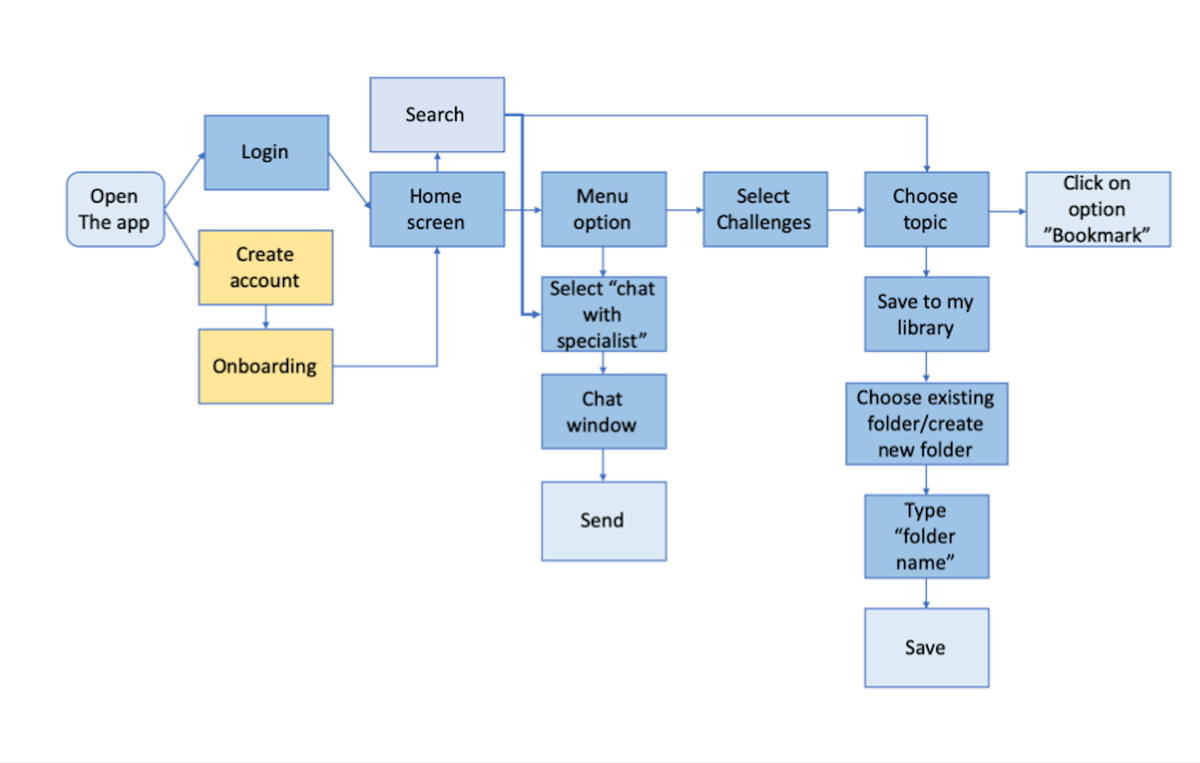 Search
Login
Open
The app
Home
screen
Menu
option
Select
Challenges
Choose
topic
Click on
option
”Bookmark”
Create
account
Select “chat
with
specialist”
Save to my
library
Onboarding
Chat
window
Choose existing
folder/create
new folder
Send
Type
“folder
name”
Save